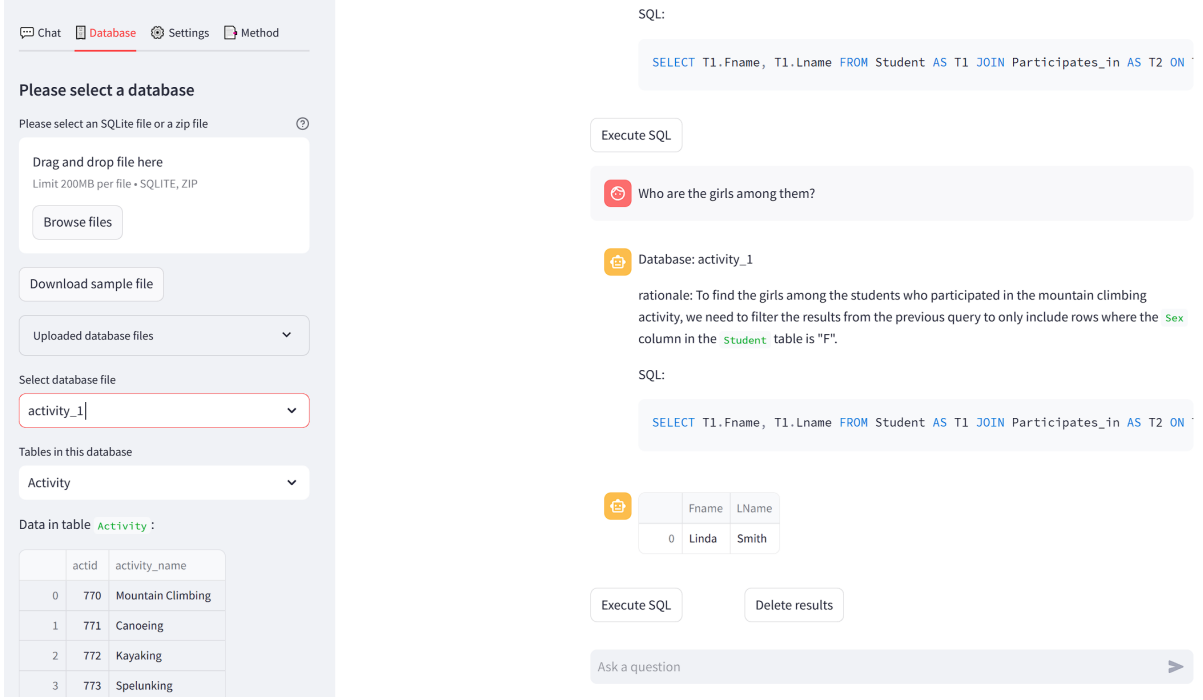 Chat Database Settings Method
Please select a database
Please select an SQLite file or a zip file
Drag and drop file here
Limit 200MB per file • SQLITE, ZIP
Browse files
Download sample file
Uploaded database files
Select database file
activity_1
Tables in this database
Activity
Data in table Activity:
actid activity_name
0 770 Mountain Climbing
1 771 Canoeing
2 772 Kayaking
3 773 Spelunking
SQL:
SELECT T1.Fname, T1.Lname FROM Student AS T1 JOIN Participates_in AS T2 ON
Execute SQL
Who are the girls among them?
Database: activity_1
rationale: To find the girls among the students who participated in the mountain climbing
activity, we need to filter the results from the previous query to only include rows where the Sex
column in the Student table is "F".
SQL:
SELECT T1.Fname, T1.Lname FROM Student AS T1 JOIN Participates_in AS T2 ON
Fname LName
0 Linda Smith
Execute SQL Delete results
Ask a question